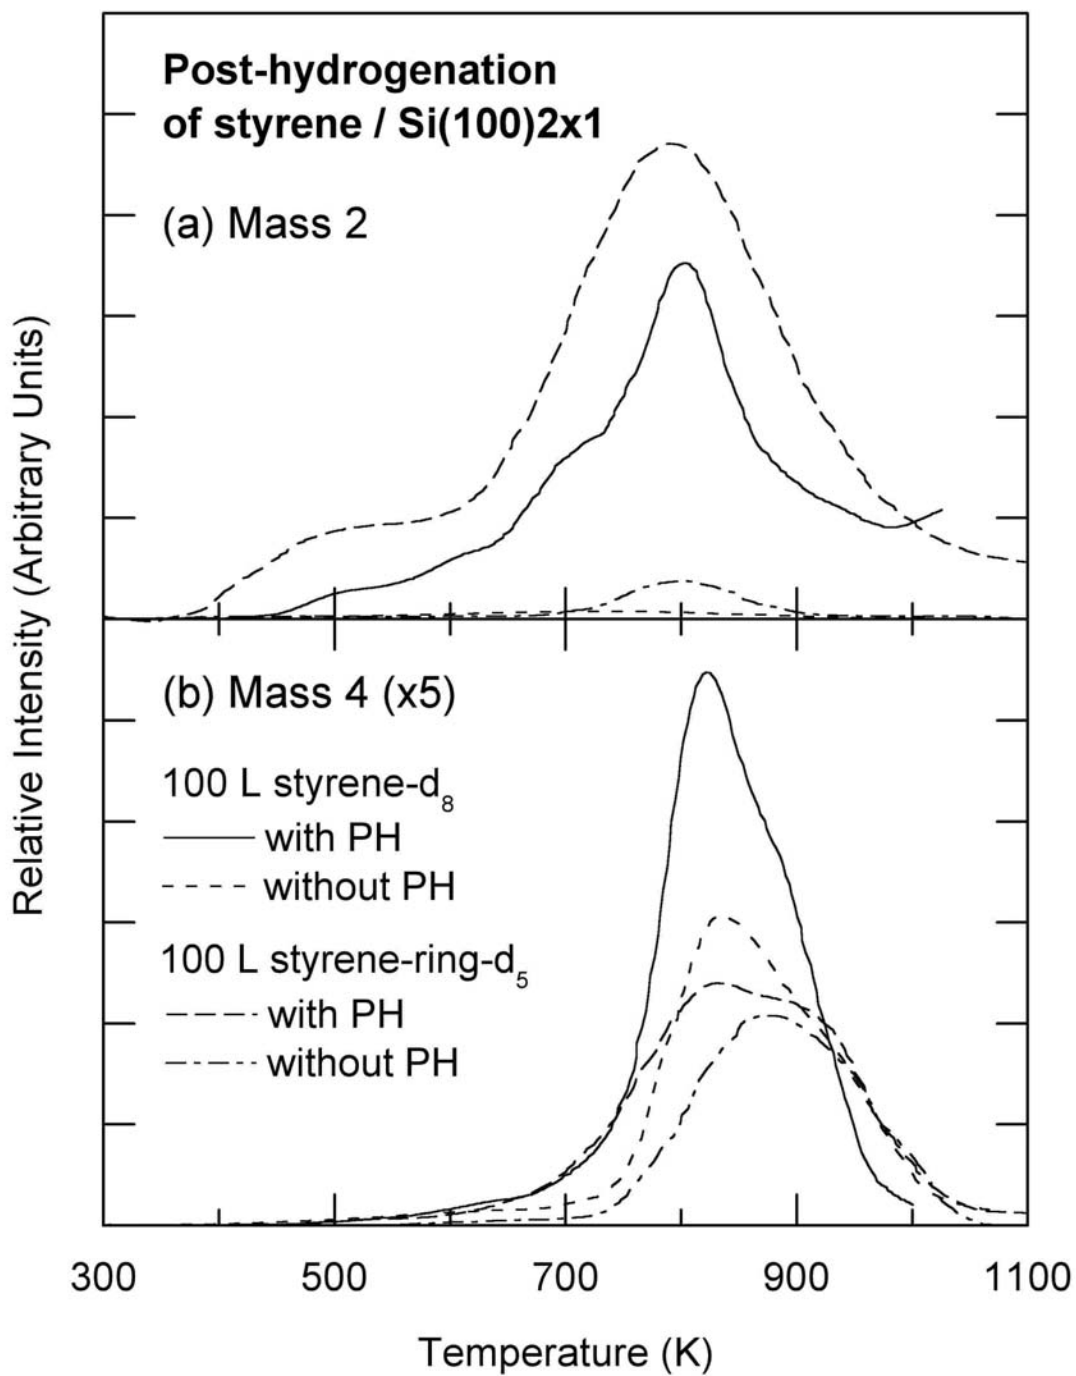 Post-hydrogenation
of styrene / Si(100)2x1
(a) Mass 2
(b) Mass 4 (x5)
100 L styrene-d₈
with PH
without PH
100 L styrene-ring-d₅
with PH
without PH
Relative Intensity (Arbitrary Units)
300 500 700 900 1100
Temperature (K)